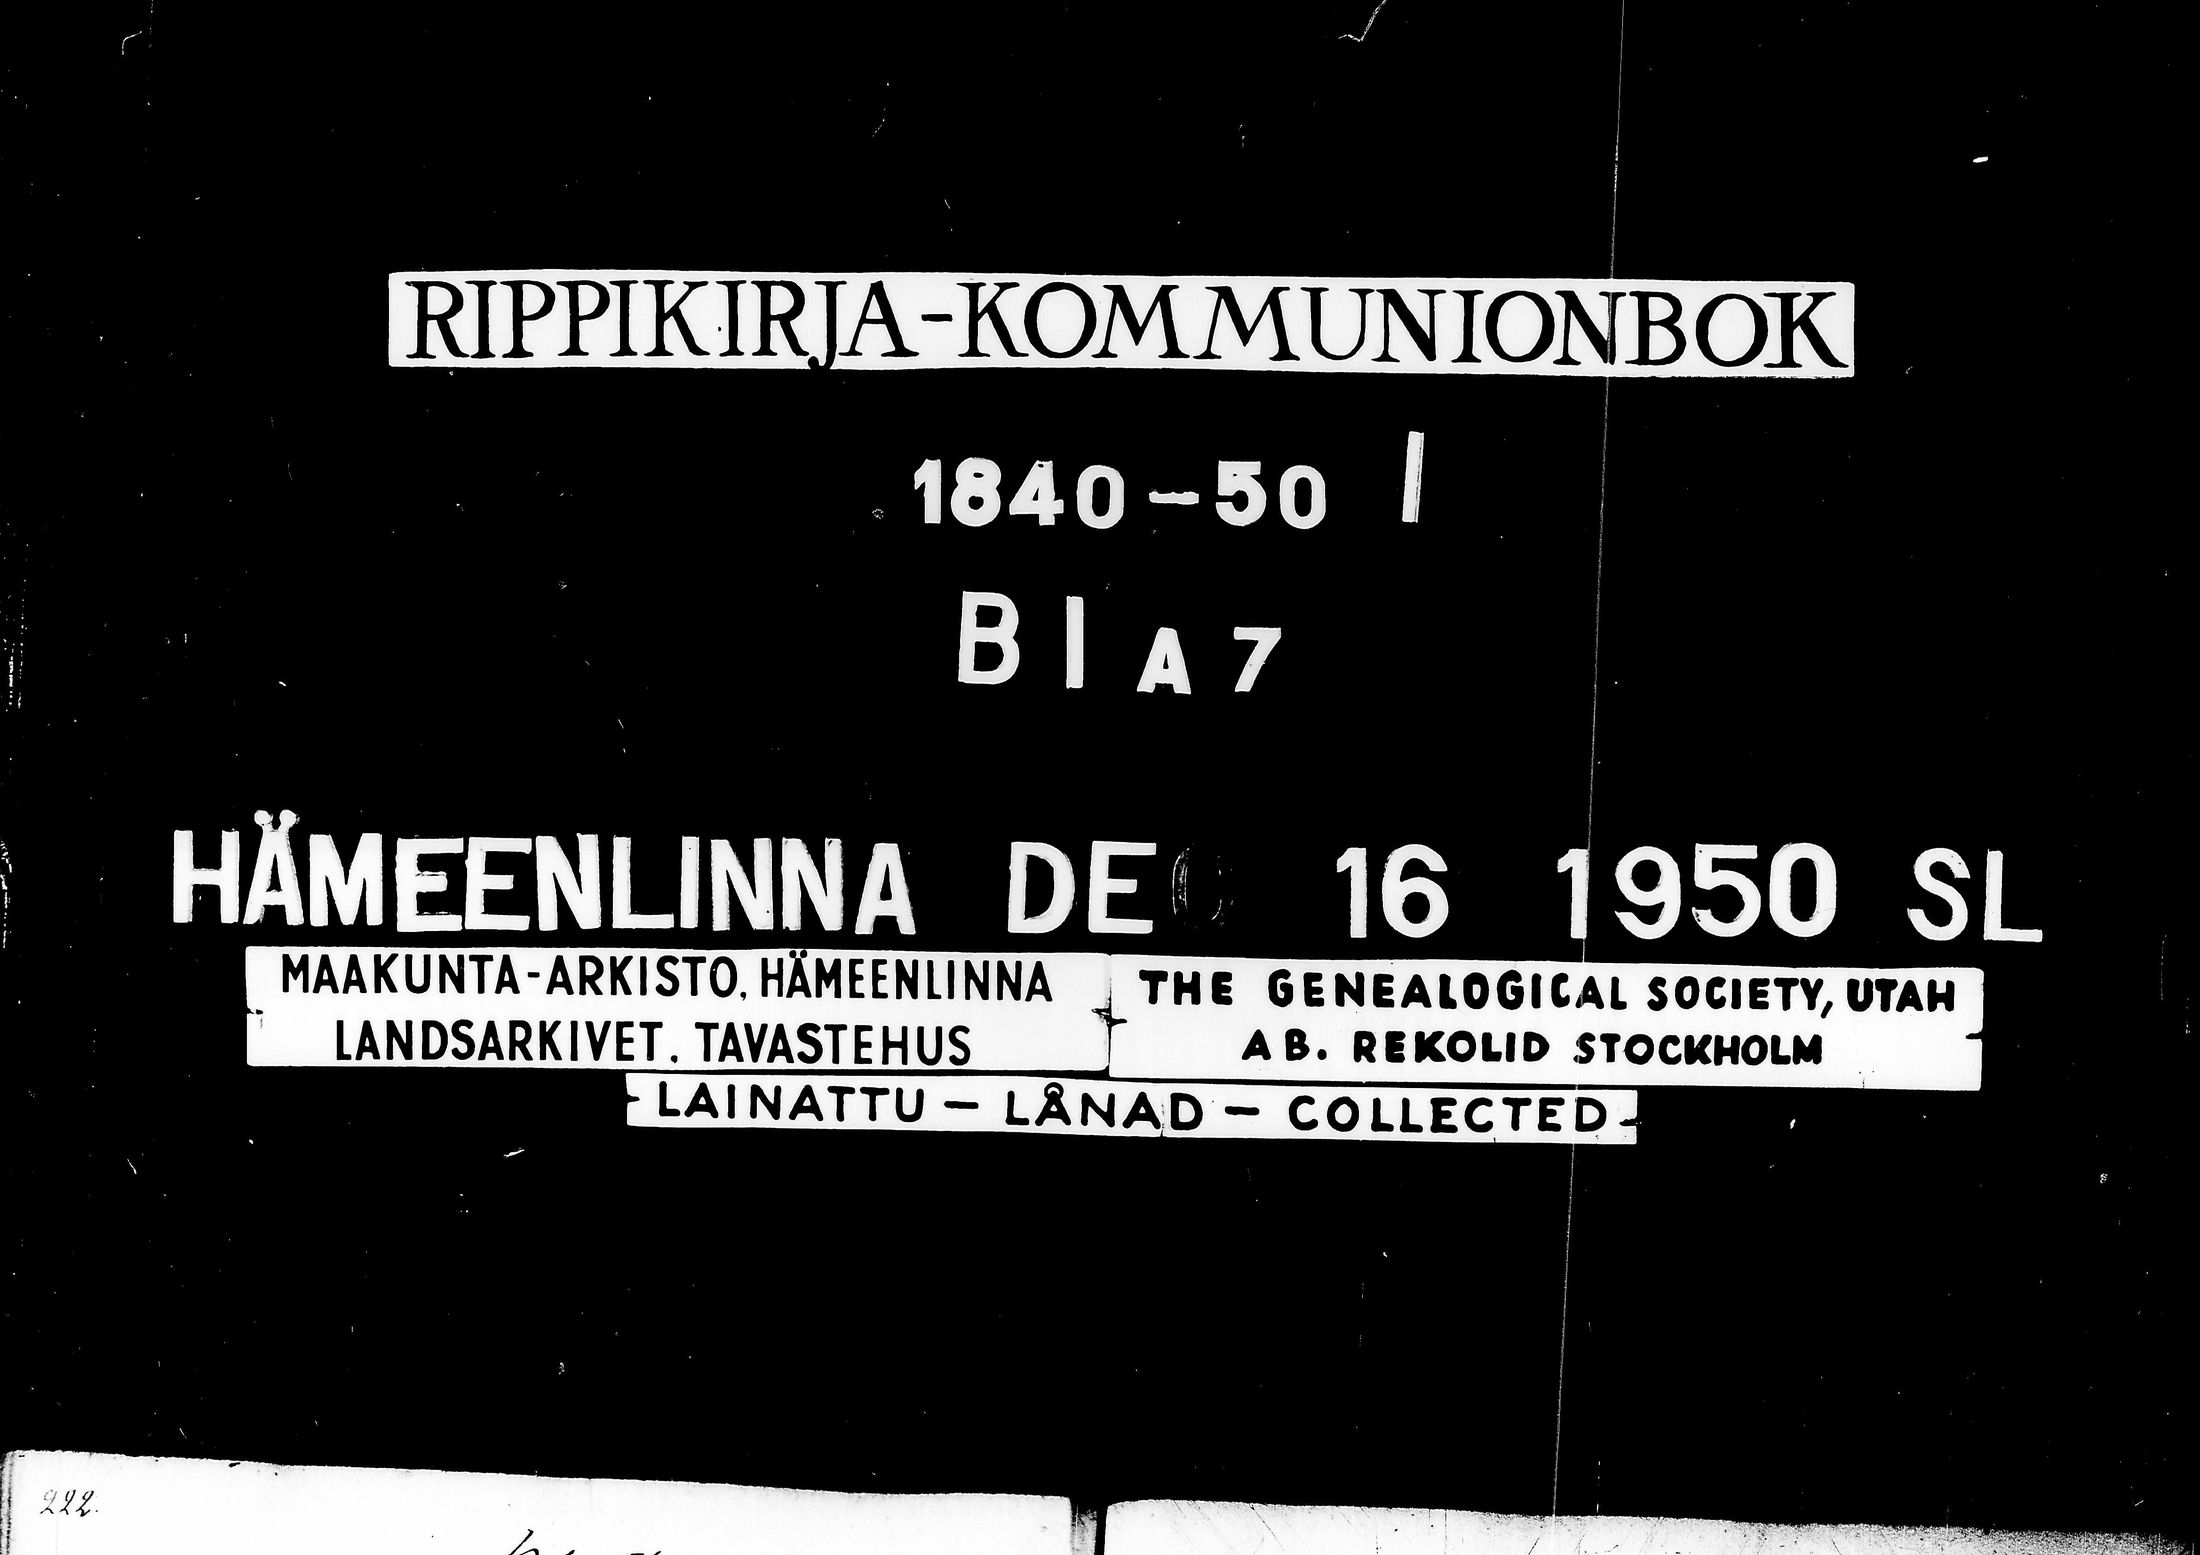 RIPPIKIRJA-KOMMUNIONBOK
1840-50 I
B I A 7
HÄMEENLINNA DEC 16 1950 SL
MAAKUNTA-ARKISTO, HÄMEENLINNA
LANDSARKIVET, TAVASTEHUS
THE GENEALOGICAL SOCIETY, UTAH
AB. REKOLID STOCKHOLM
LAINATTU - LÅNAD - COLLECTED
222.